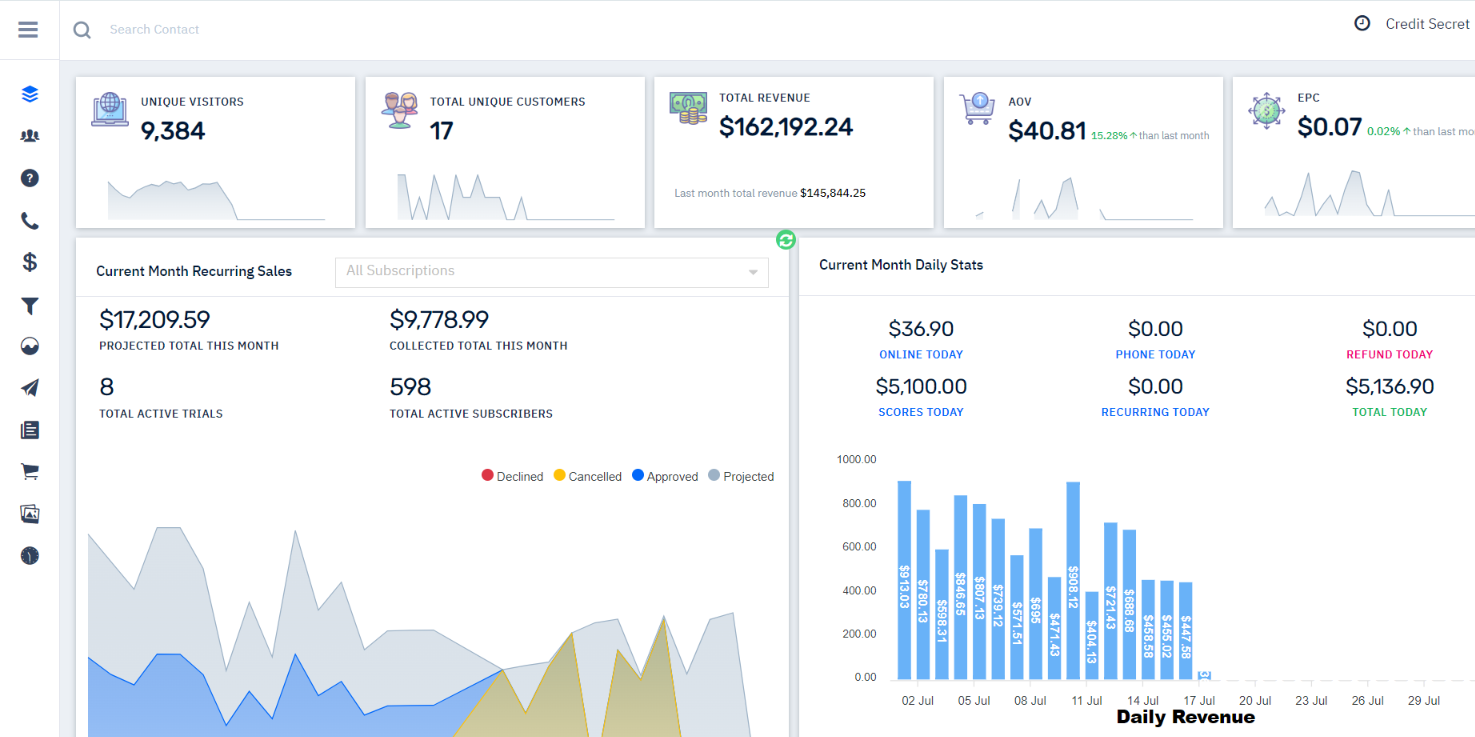 Search Contact
Credit Secret
UNIQUE VISITORS
9,384
TOTAL UNIQUE CUSTOMERS
17
TOTAL REVENUE
$162,192.24
Last month total revenue $145,844.25
AOV
$40.81 15.28% ↑ than last month
EPC
$0.07 0.02% ↑ than last mo
Current Month Recurring Sales
All Subscriptions
$17,209.59
PROJECTED TOTAL THIS MONTH
$9,778.99
COLLECTED TOTAL THIS MONTH
8
TOTAL ACTIVE TRIALS
598
TOTAL ACTIVE SUBSCRIBERS
Declined Cancelled Approved Projected
Current Month Daily Stats
$36.90
ONLINE TODAY
$0.00
PHONE TODAY
$0.00
REFUND TODAY
$5,100.00
SCORES TODAY
$0.00
RECURRING TODAY
$5,136.90
TOTAL TODAY
1000.00
800.00
600.00
400.00
200.00
0.00
$913.03
$780.13
$598.31
$846.65
$807.13
$739.12
$571.51
$695
$471.43
$908.12
$404.13
$721.43
$688.68
$458.58
$455.02
$447.58
02 Jul 05 Jul 08 Jul 11 Jul 14 Jul 17 Jul 20 Jul 23 Jul 26 Jul 29 Jul
Daily Revenue